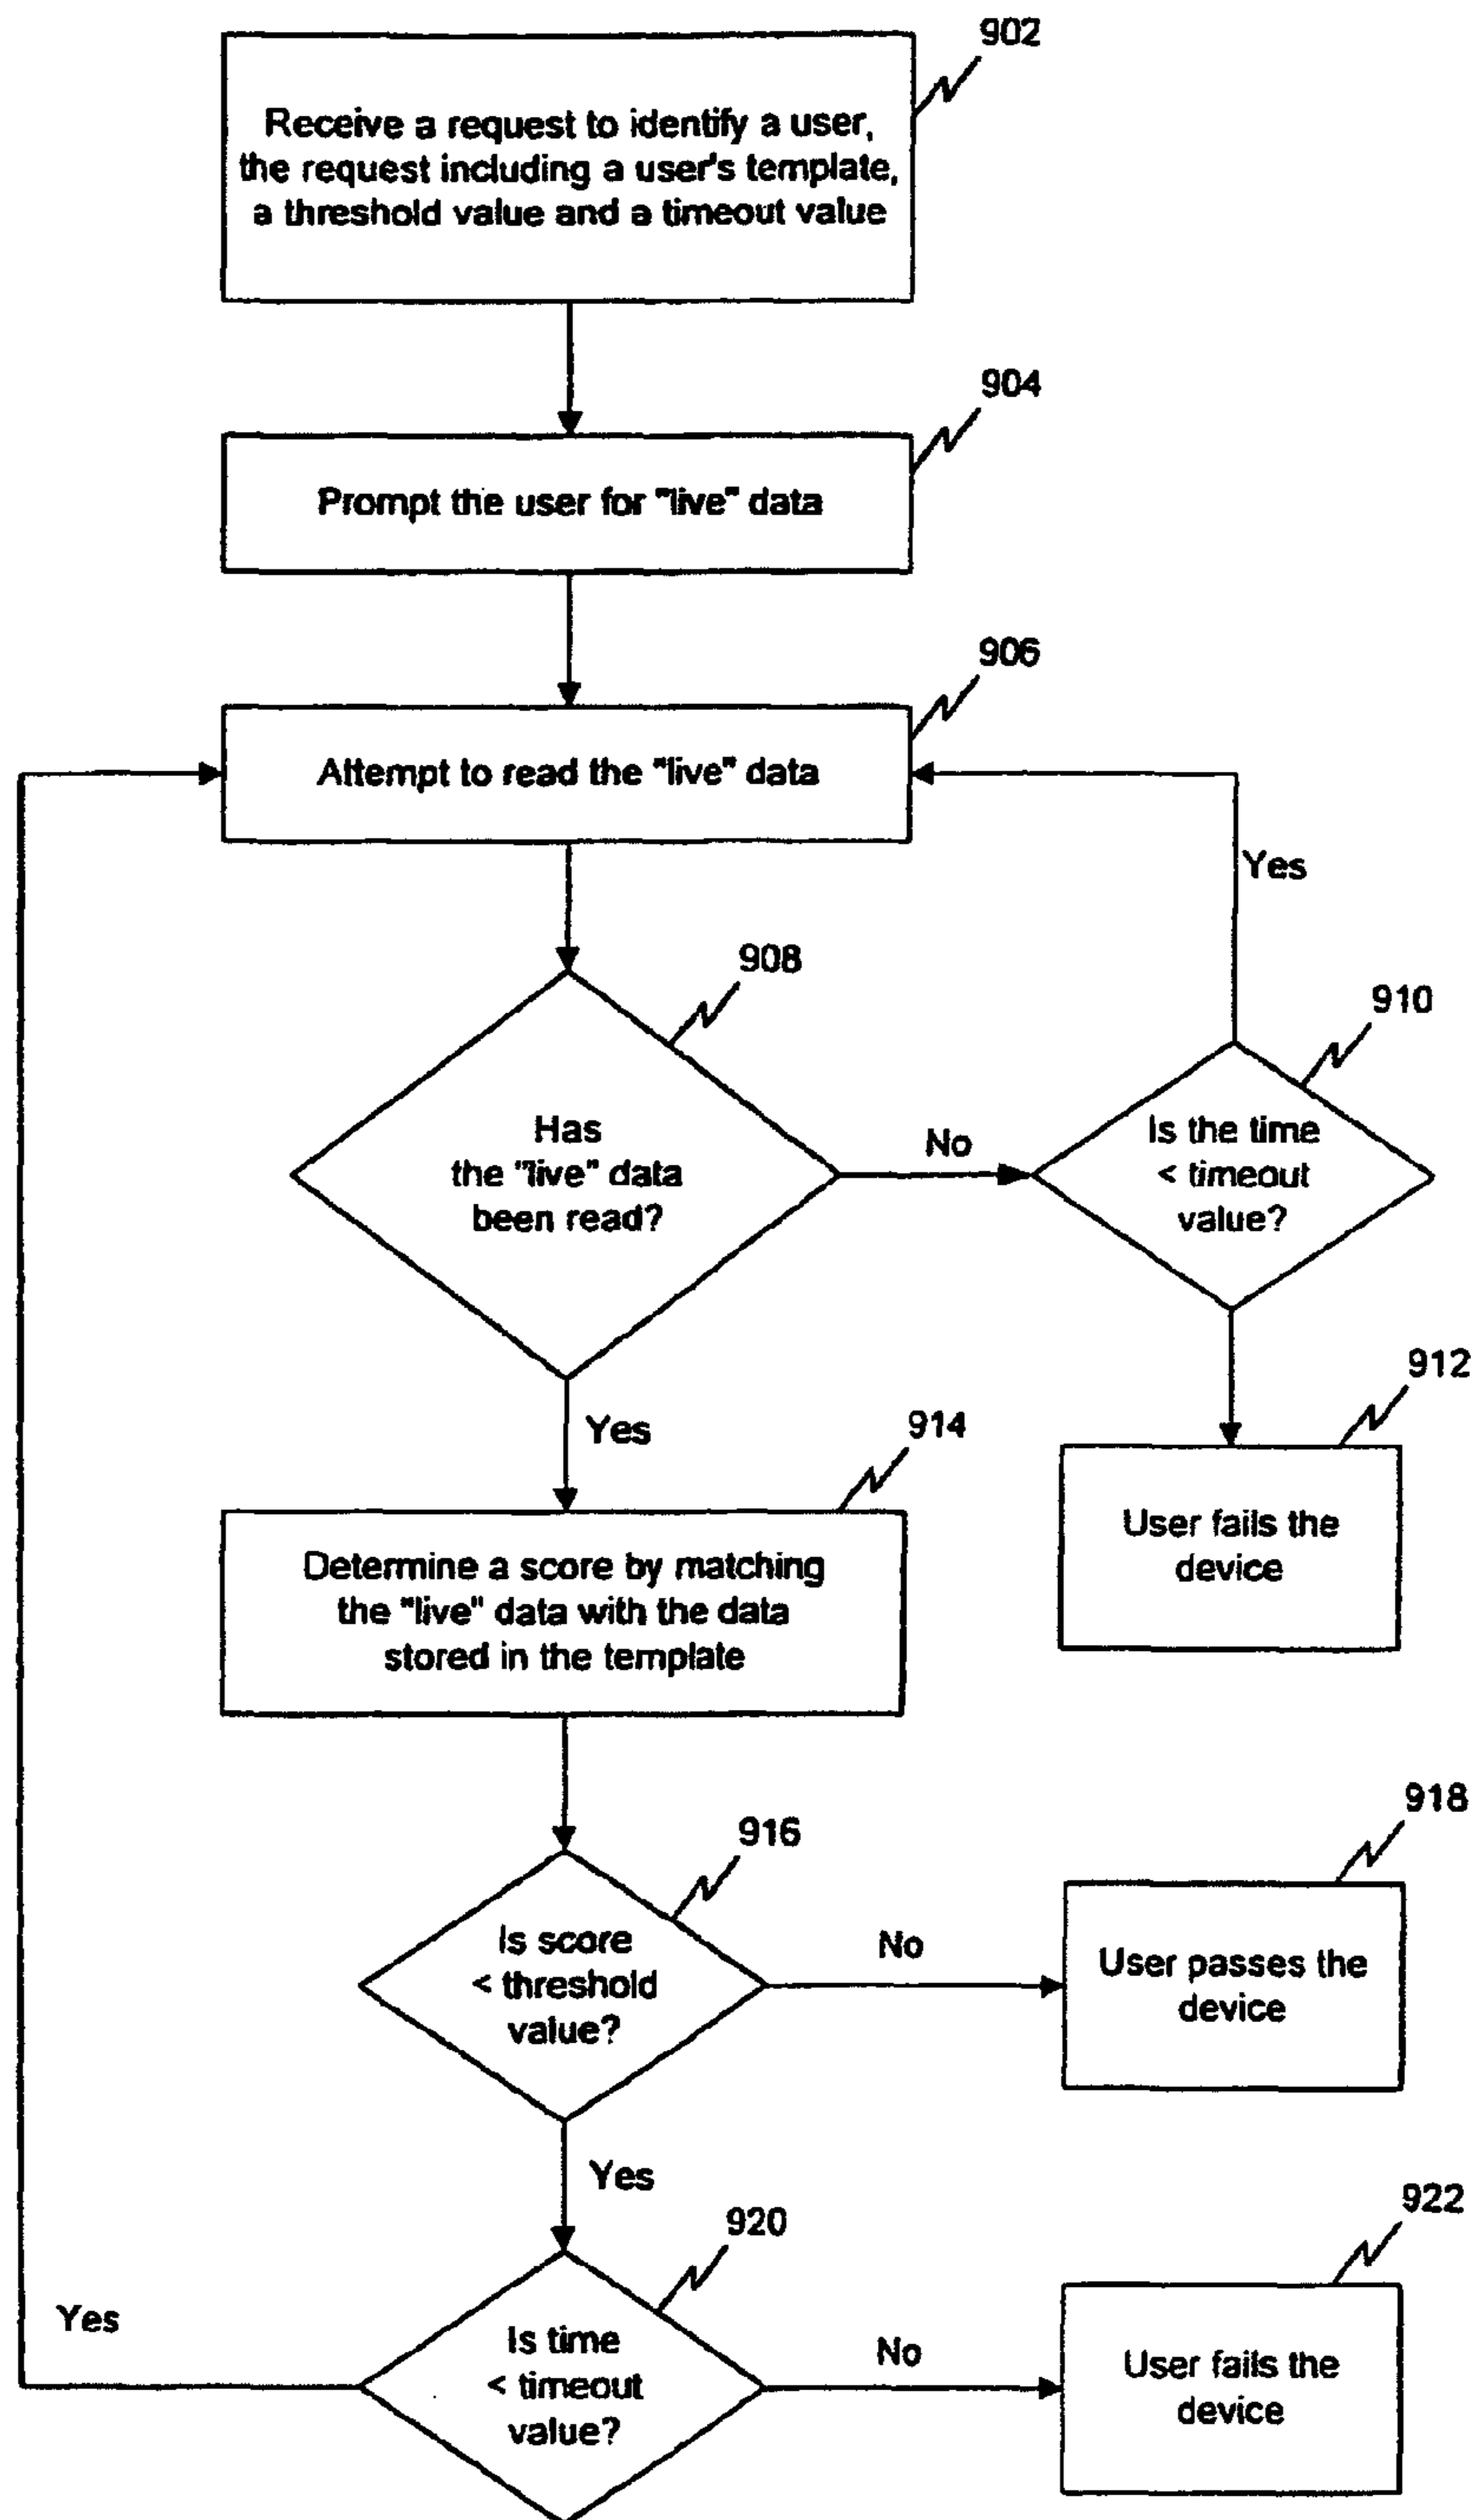 902
Receive a request to identify a user,
the request including a user's template,
a threshold value and a timeout value
904
Prompt the user for "live" data
906
Attempt to read the "live" data
Yes
908
910
Has
the "live" data
been read?
No
Is the time
< timeout
value?
912
Yes
914
User fails the
device
Determine a score by matching
the "live" data with the data
stored in the template
918
916
Is score
< threshold
value?
No
User passes the
device
Yes
920
922
Yes
Is time
< timeout
value?
No
User fails the
device